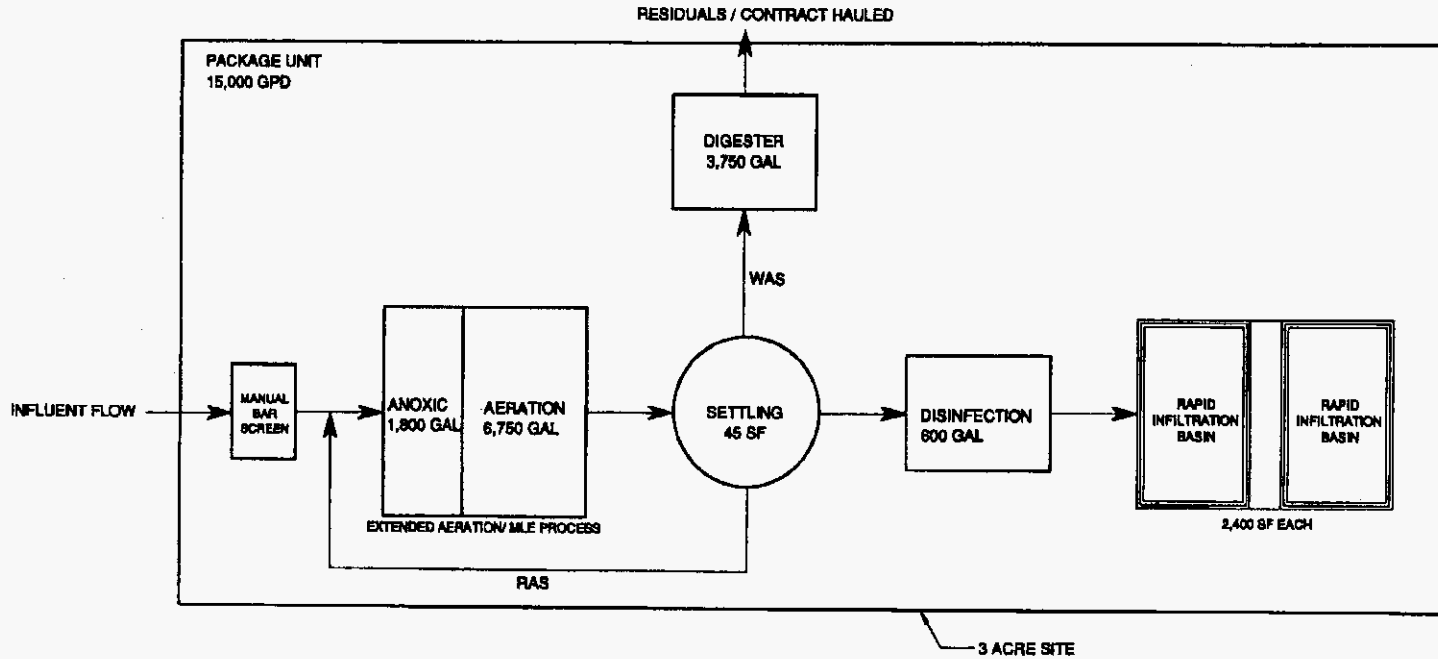 RESIDUALS / CONTRACT HAULED
PACKAGE UNIT
15,000 GPD
DIGESTER
3,750 GAL
WAS
INFLUENT FLOW
MANUAL
BAR
SCREEN
ANOXIC
1,800 GAL
AERATION
6,750 GAL
EXTENDED AERATION/ MLE PROCESS
SETTLING
45 SF
DISINFECTION
600 GAL
RAPID
INFILTRATION
BASIN
RAPID
INFILTRATION
BASIN
2,400 SF EACH
RAS
3 ACRE SITE